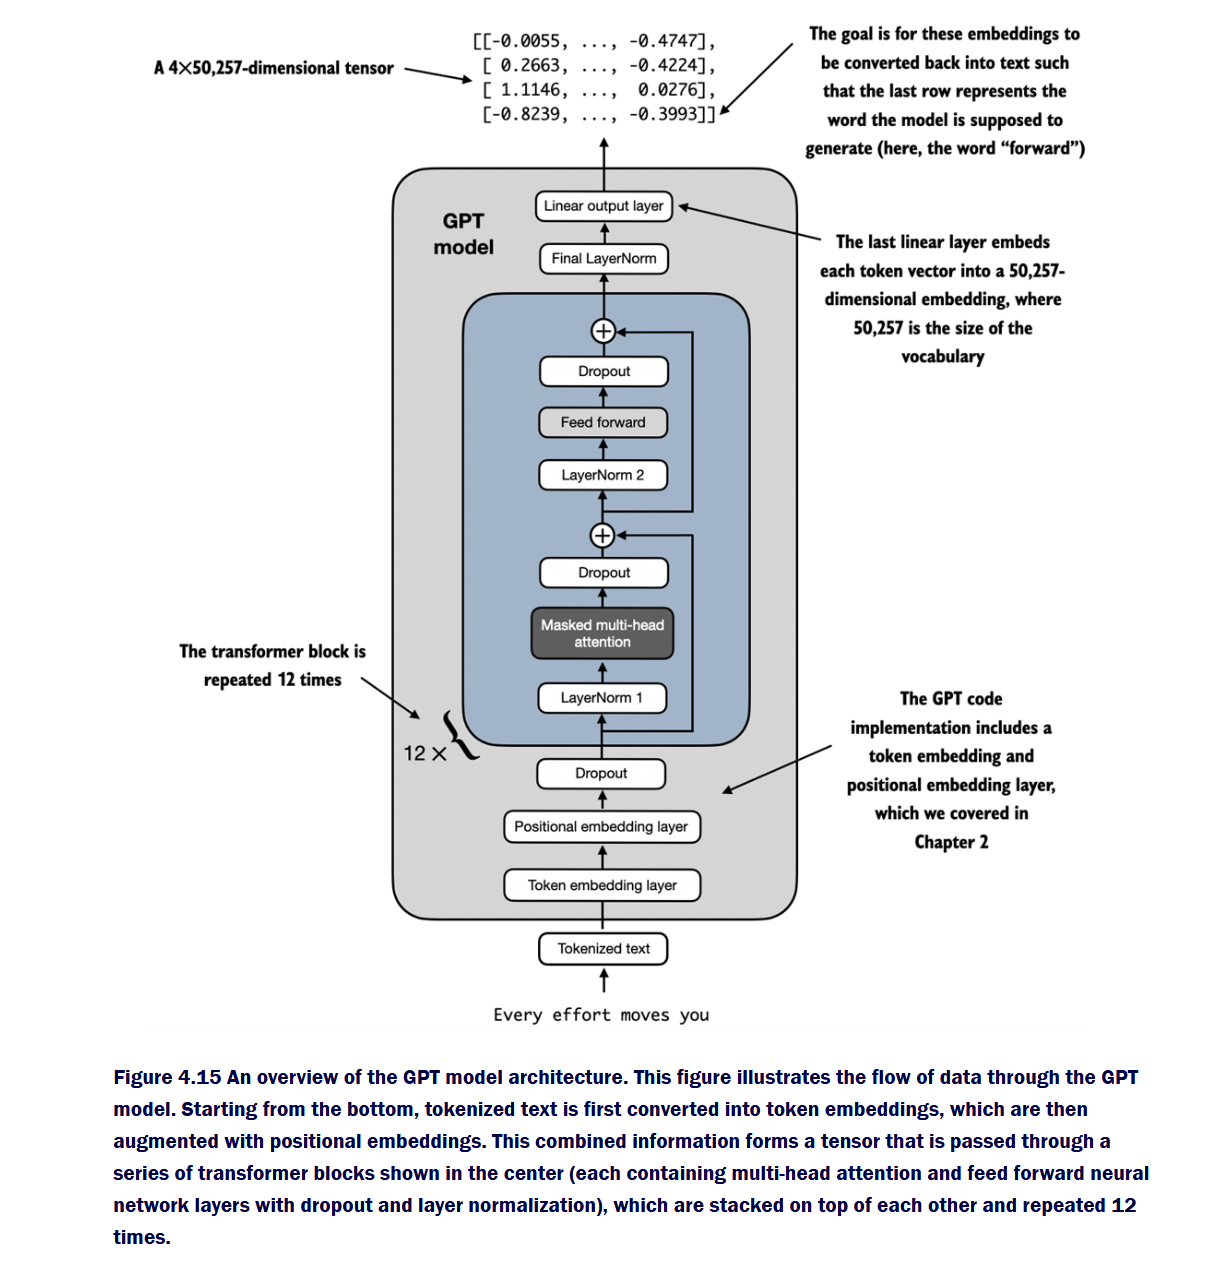 [[-0.0055, ..., -0.4747],
[ 0.2663, ..., -0.4224],
[ 1.1146, ..., 0.0276],
[-0.8239, ..., -0.3993]]
A 4×50,257-dimensional tensor
The goal is for these embeddings to
be converted back into text such
that the last row represents the
word the model is supposed to
generate (here, the word “forward”)
GPT
model
Linear output layer
Final LayerNorm
The last linear layer embeds
each token vector into a 50,257-
dimensional embedding, where
50,257 is the size of the
vocabulary
+
Dropout
Feed forward
LayerNorm 2
+
Dropout
Masked multi-head
attention
LayerNorm 1
The transformer block is
repeated 12 times
12 ×
Dropout
Positional embedding layer
Token embedding layer
The GPT code
implementation includes a
token embedding and
positional embedding layer,
which we covered in
Chapter 2
Tokenized text
Every effort moves you
Figure 4.15 An overview of the GPT model architecture. This figure illustrates the flow of data through the GPT
model. Starting from the bottom, tokenized text is first converted into token embeddings, which are then
augmented with positional embeddings. This combined information forms a tensor that is passed through a
series of transformer blocks shown in the center (each containing multi-head attention and feed forward neural
network layers with dropout and layer normalization), which are stacked on top of each other and repeated 12
times.